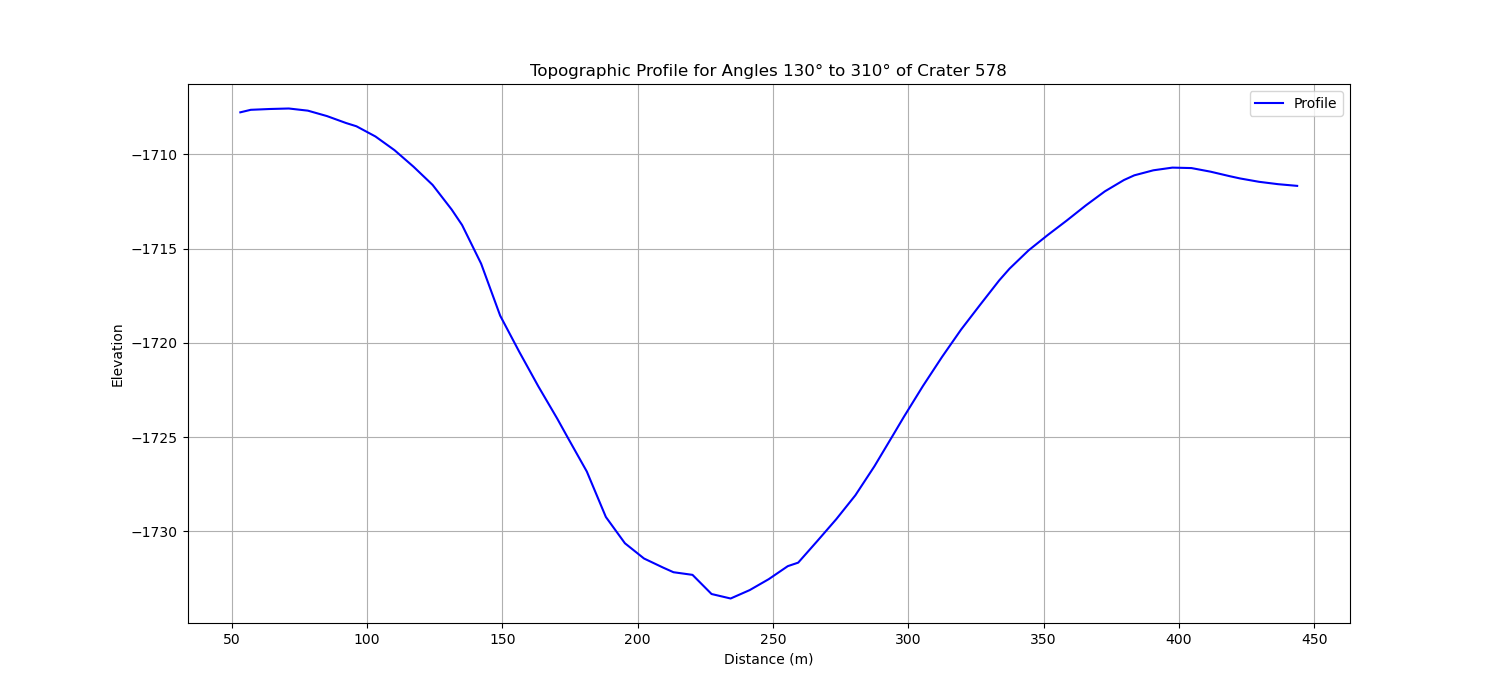 Topographic Profile for Angles 130° to 310° of Crater 578
Profile
−1710
−1715
−1720
−1725
−1730
Elevation
50 100 150 200 250 300 350 400 450
Distance (m)